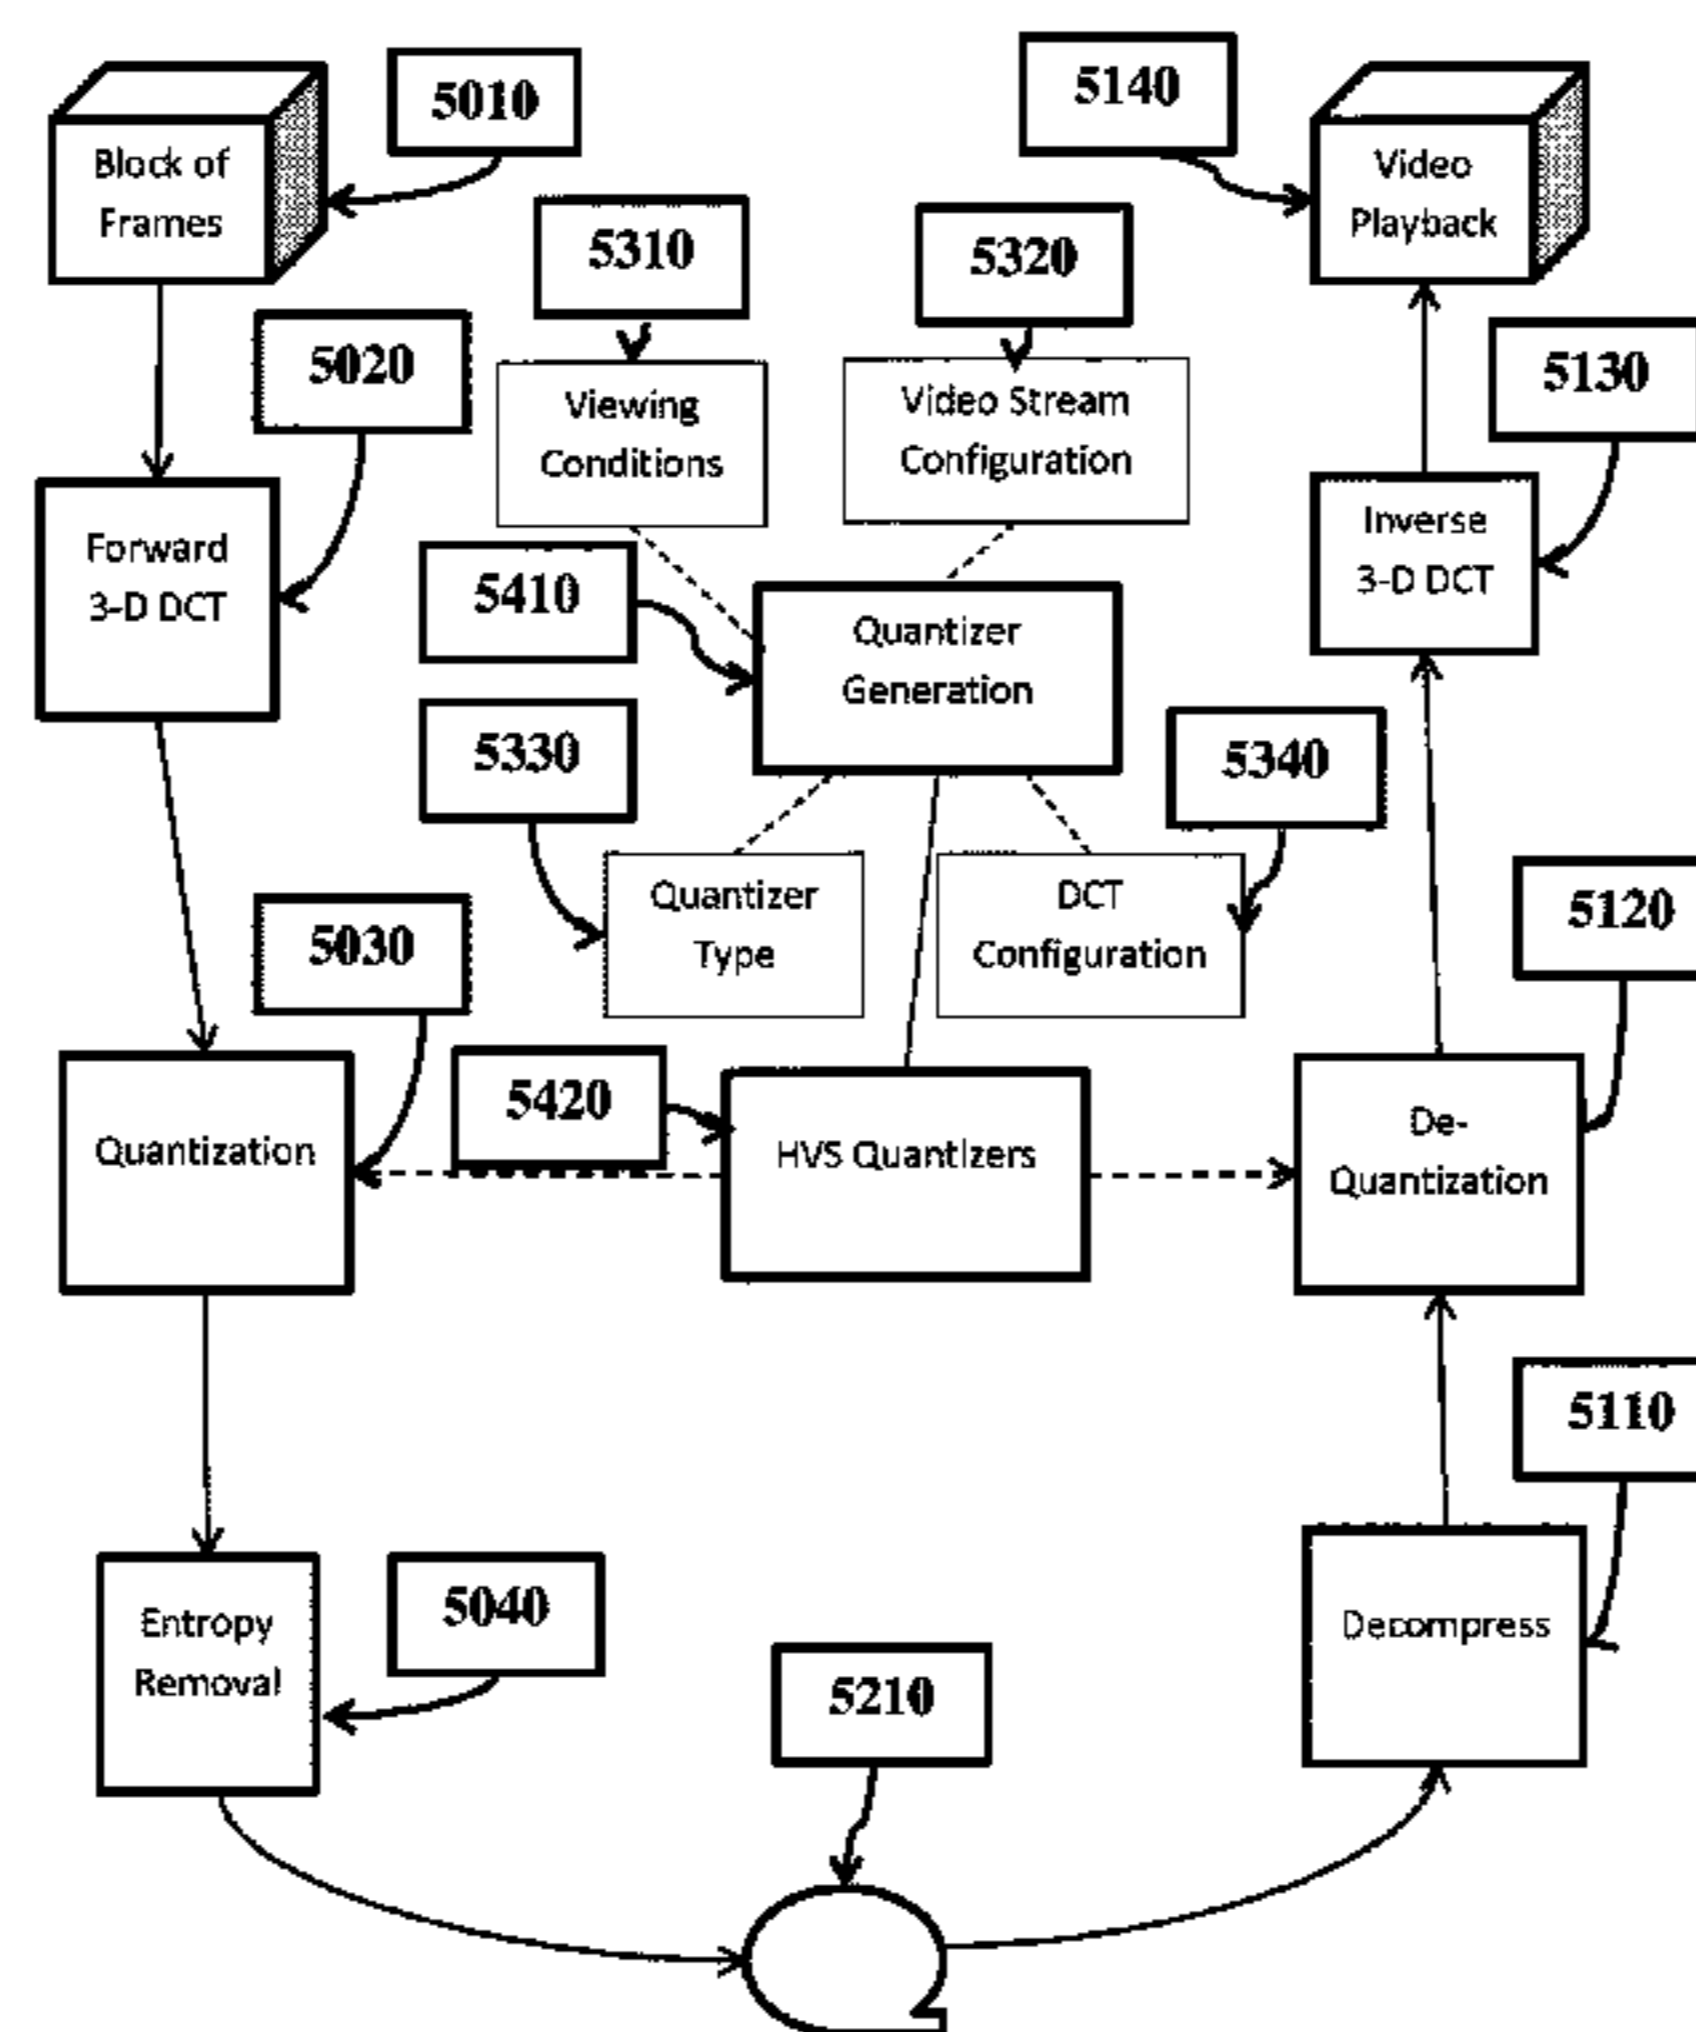 5010
5140
Block of
Frames
Video
Playback
5310
5320
5020
5130
Viewing
Conditions
Video Stream
Configuration
Forward
3-D DCT
Inverse
3-D DCT
5410
Quantizer
Generation
5330
5340
Quantizer
Type
DCT
Configuration
5030
5120
5420
Quantization
HVS Quantizers
De-
Quantization
5110
Entropy
Removal
5040
Decompress
5210